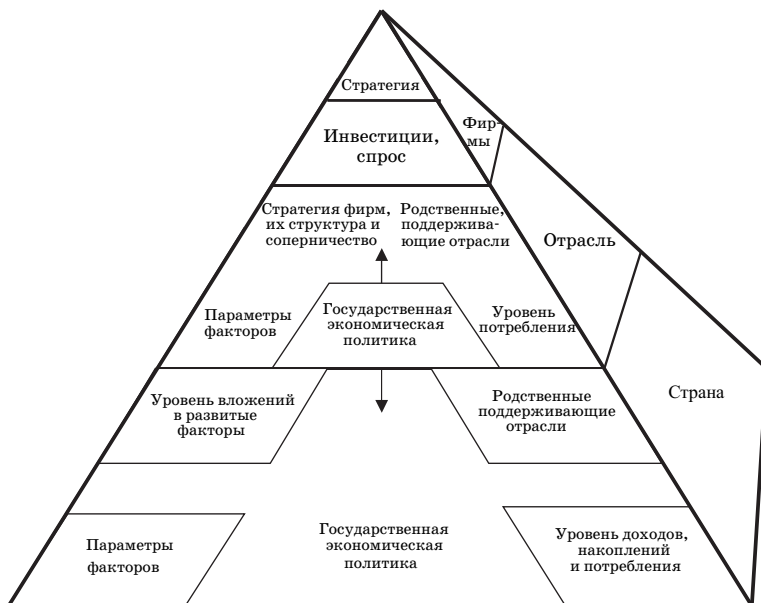 Стратегия
Фир-
мы
Инвестиции,
спрос
Стратегия фирм,
их структура и
соперничество
Родственные,
поддержива-
ющие отрасли
Отрасль
Параметры
факторов
Государственная
экономическая
политика
Уровень
потребления
Уровень вложений
в развитые
факторы
Родственные
поддерживающие
отрасли
Страна
Параметры
факторов
Государственная
экономическая
политика
Уровень доходов,
накоплений
и потребления